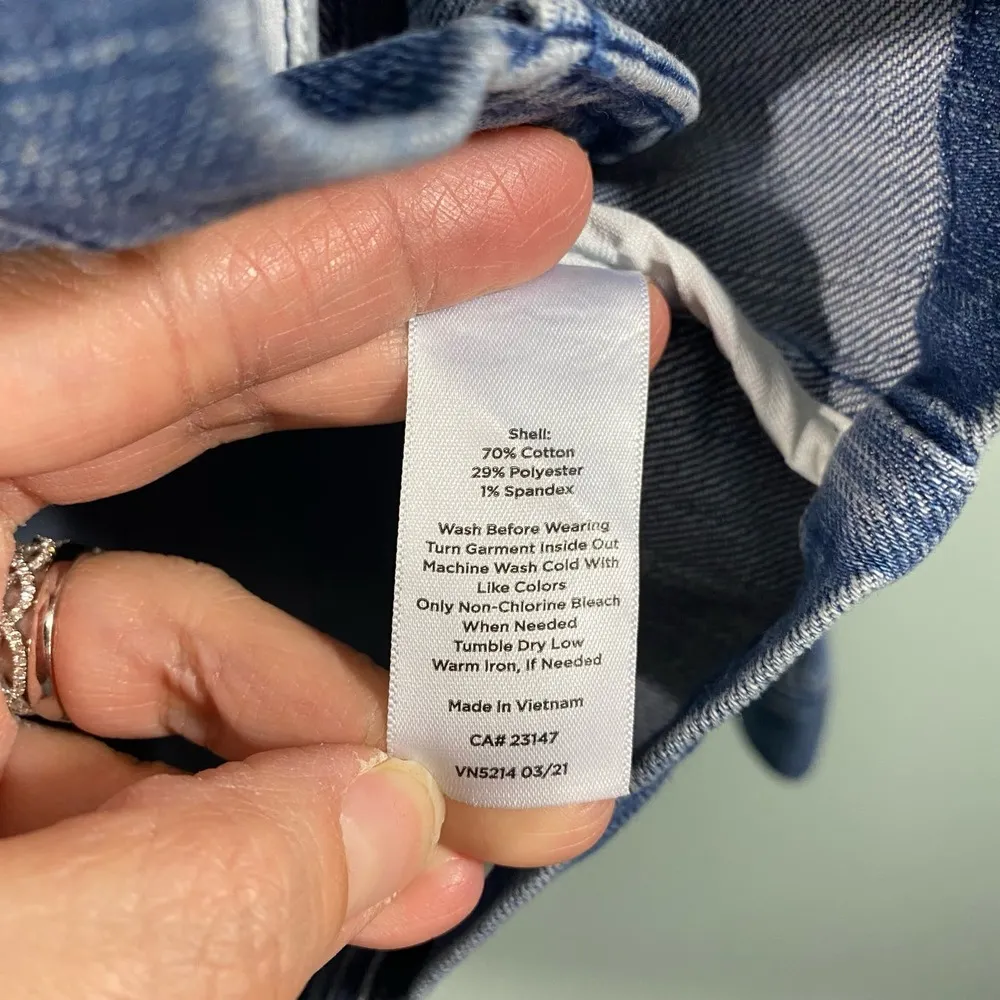 Shell:
70% Cotton
29% Polyester
1% Spandex
Wash Before Wearing
Turn Garment Inside Out
Machine Wash Cold With
Like Colors
Only Non-Chlorine Bleach
When Needed
Tumble Dry Low
Warm Iron, If Needed
Made In Vietnam
CA# 23147
VN5214 03/21